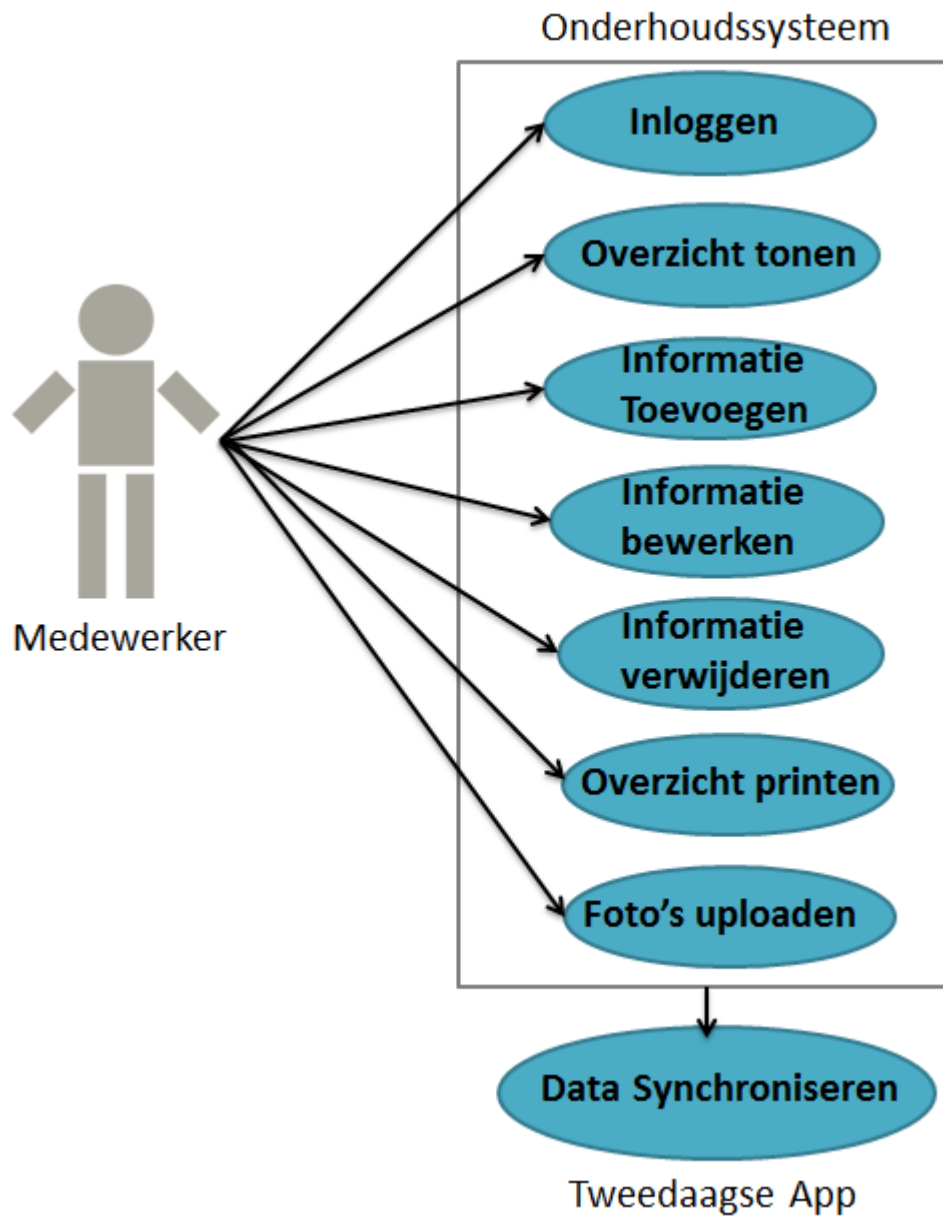 Onderhoudssysteem
Inloggen
Overzicht tonen
Informatie
Toevoegen
Informatie
bewerken
Informatie
verwijderen
Medewerker
Overzicht printen
Foto's uploaden
Data Synchroniseren
Tweedaagse App